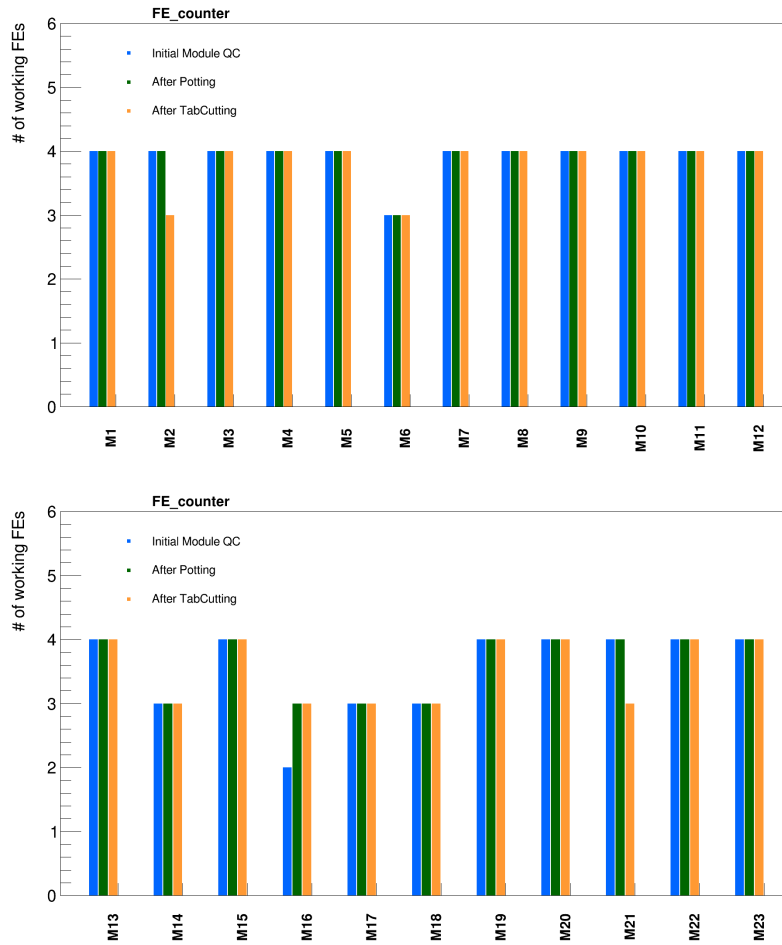 FE_counter
# of working FEs
6
5
4
3
2
1
0
Initial Module QC
After Potting
After TabCutting
M1 M2 M3 M4 M5 M6 M7 M8 M9 M10 M11 M12
FE_counter
# of working FEs
6
5
4
3
2
1
0
Initial Module QC
After Potting
After TabCutting
M13 M14 M15 M16 M17 M18 M19 M20 M21 M22 M23